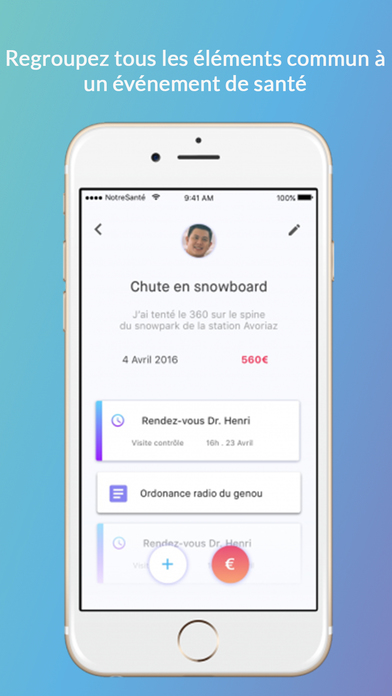 Regroupez tous les éléments commun à
un événement de santé
NotreSanté 9:41 AM 100%
Chute en snowboard
J'ai tenté le 360 sur le spine
du snowpark de la station Avoriaz
4 Avril 2016 560€
Rendez-vous Dr. Henri
Visite contrôle 16h . 23 Avril
Ordonance radio du genou
Rendez-vous Dr. Henri
+ €